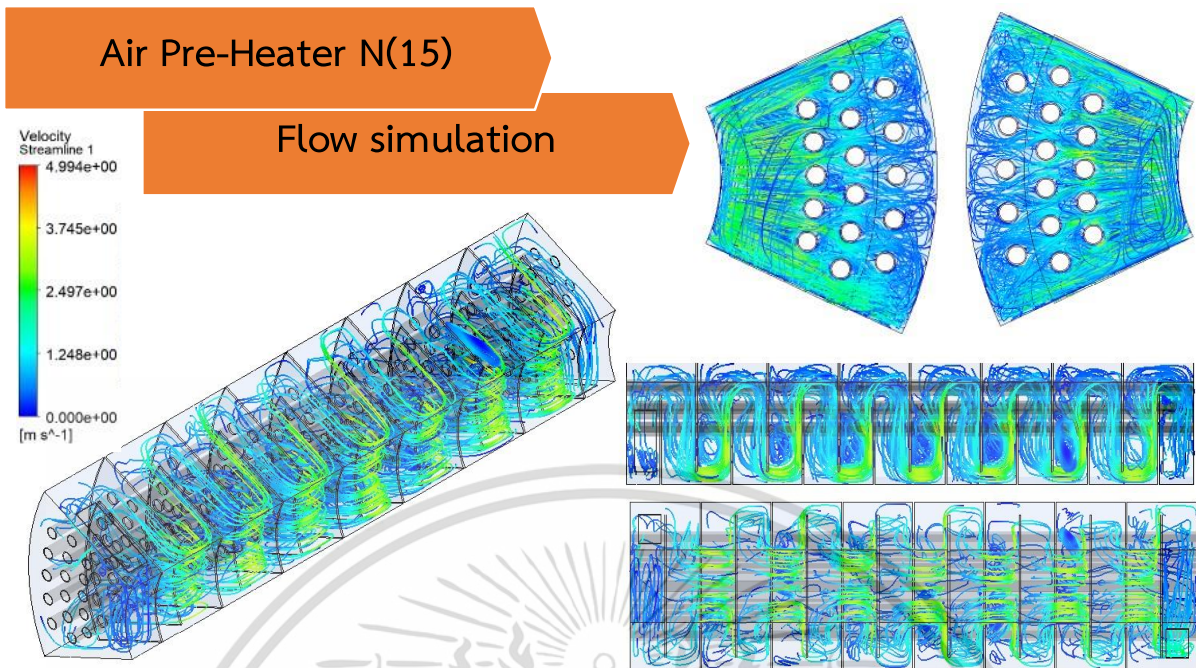 Air Pre-Heater N(15)
Flow simulation
Velocity
Streamline 1
4.994e+00
3.745e+00
2.497e+00
1.248e+00
0.000e+00
[m s^-1]